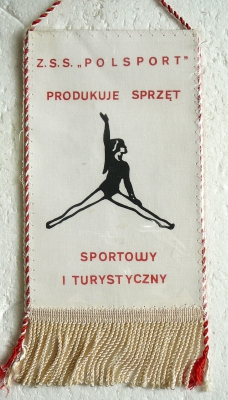 Z.S.S. „POLSPORT"
PRODUKUJE SPRZĘT
SPORTOWY
I TURYSTYCZNY